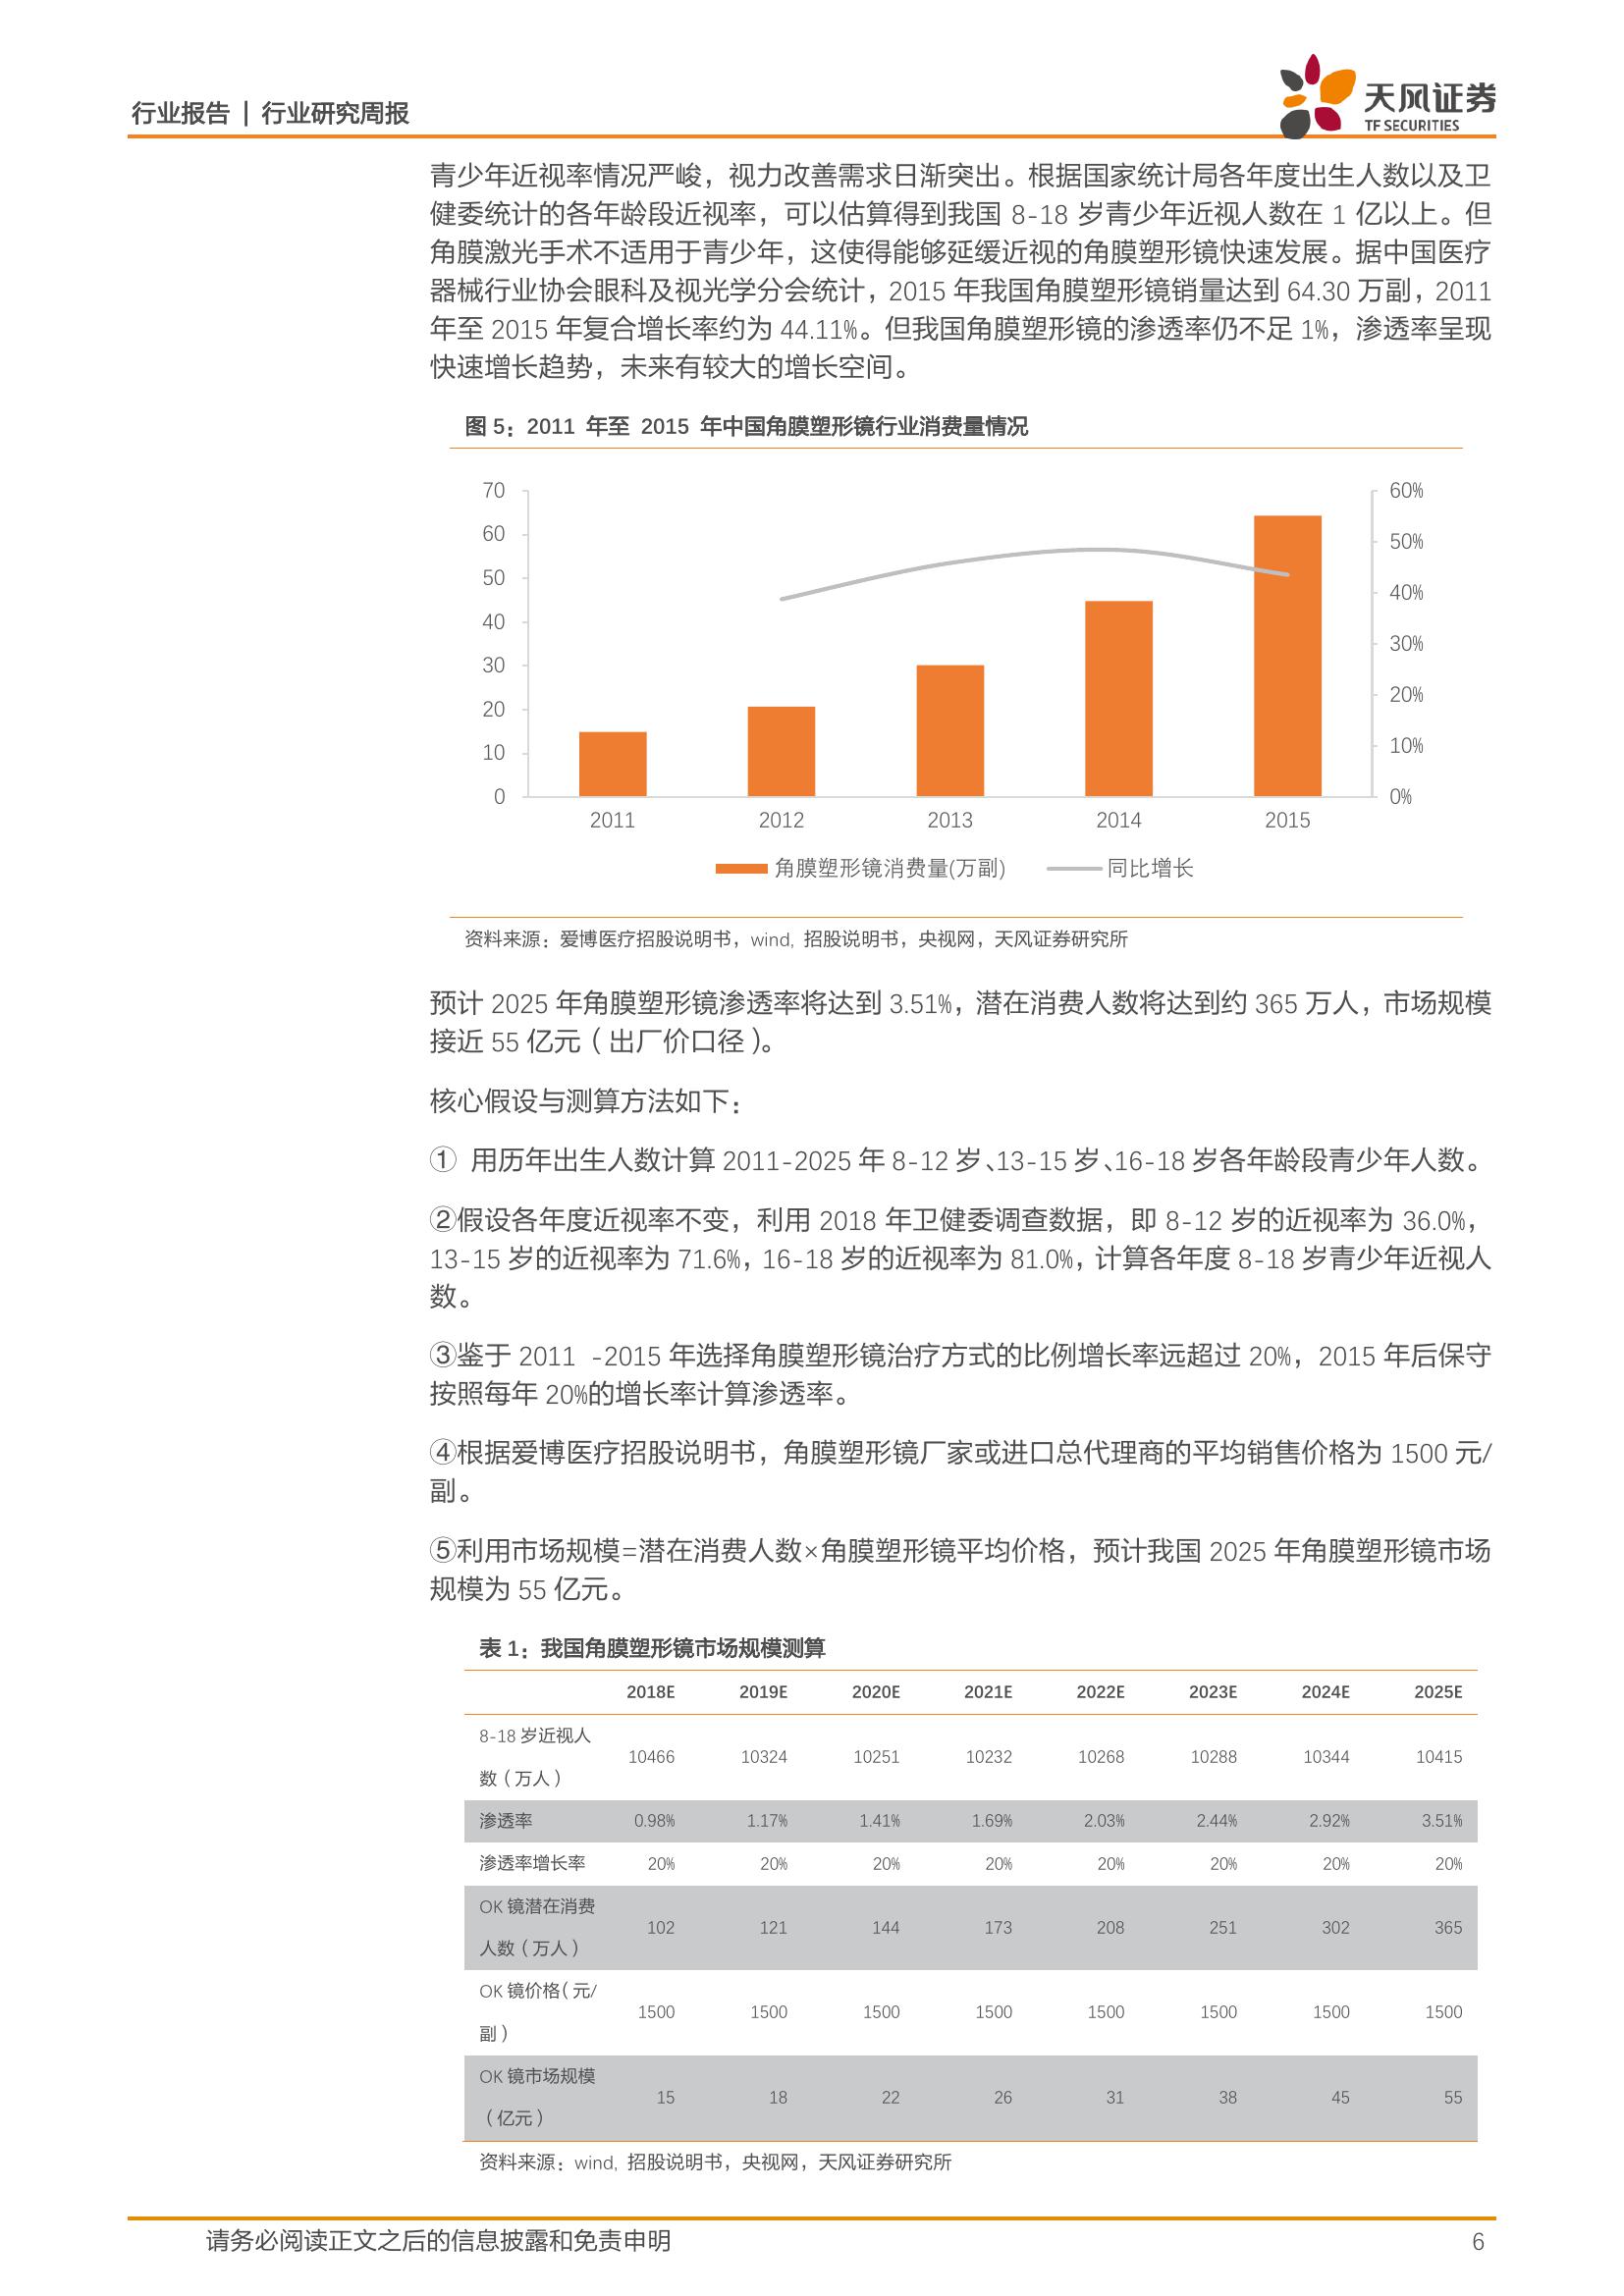 行业报告 | 行业研究周报
天风证券
TF SECURITIES
青少年近视率情况严峻，视力改善需求日渐突出。根据国家统计局各年度出生人数以及卫
健委统计的各年龄段近视率，可以估算得到我国 8-18 岁青少年近视人数在 1 亿以上。但
角膜激光手术不适用于青少年，这使得能够延缓近视的角膜塑形镜快速发展。据中国医疗
器械行业协会眼科及视光学分会统计，2015 年我国角膜塑形镜销量达到 64.30 万副，2011
年至 2015 年复合增长率约为 44.11%。但我国角膜塑形镜的渗透率仍不足 1%，渗透率呈现
快速增长趋势，未来有较大的增长空间。
图 5：2011 年至 2015 年中国角膜塑形镜行业消费量情况
70 60%
60 50%
50 40%
40 30%
30 20%
20 10%
10 0%
0
2011 2012 2013 2014 2015
角膜塑形镜消费量(万副) 同比增长
资料来源：爱博医疗招股说明书，wind, 招股说明书，央视网，天风证券研究所
预计 2025 年角膜塑形镜渗透率将达到 3.51%，潜在消费人数将达到约 365 万人，市场规模
接近 55 亿元（出厂价口径）。
核心假设与测算方法如下：
① 用历年出生人数计算 2011-2025 年 8-12 岁、13-15 岁、16-18 岁各年龄段青少年人数。
②假设各年度近视率不变，利用 2018 年卫健委调查数据，即 8-12 岁的近视率为 36.0%，
13-15 岁的近视率为 71.6%，16-18 岁的近视率为 81.0%，计算各年度 8-18 岁青少年近视人
数。
③鉴于 2011 -2015 年选择角膜塑形镜治疗方式的比例增长率远超过 20%，2015 年后保守
按照每年 20%的增长率计算渗透率。
④根据爱博医疗招股说明书，角膜塑形镜厂家或进口总代理商的平均销售价格为 1500 元/
副。
⑤利用市场规模=潜在消费人数×角膜塑形镜平均价格，预计我国 2025 年角膜塑形镜市场
规模为 55 亿元。
表 1：我国角膜塑形镜市场规模测算
2018E 2019E 2020E 2021E 2022E 2023E 2024E 2025E
8-18 岁近视人
数（万人） 10466 10324 10251 10232 10268 10288 10344 10415
渗透率 0.98% 1.17% 1.41% 1.69% 2.03% 2.44% 2.92% 3.51%
渗透率增长率 20% 20% 20% 20% 20% 20% 20% 20%
OK 镜潜在消费
人数（万人） 102 121 144 173 208 251 302 365
OK 镜价格（元/
副） 1500 1500 1500 1500 1500 1500 1500 1500
OK 镜市场规模
（亿元） 15 18 22 26 31 38 45 55
资料来源：wind, 招股说明书，央视网，天风证券研究所
请务必阅读正文之后的信息披露和免责申明 6